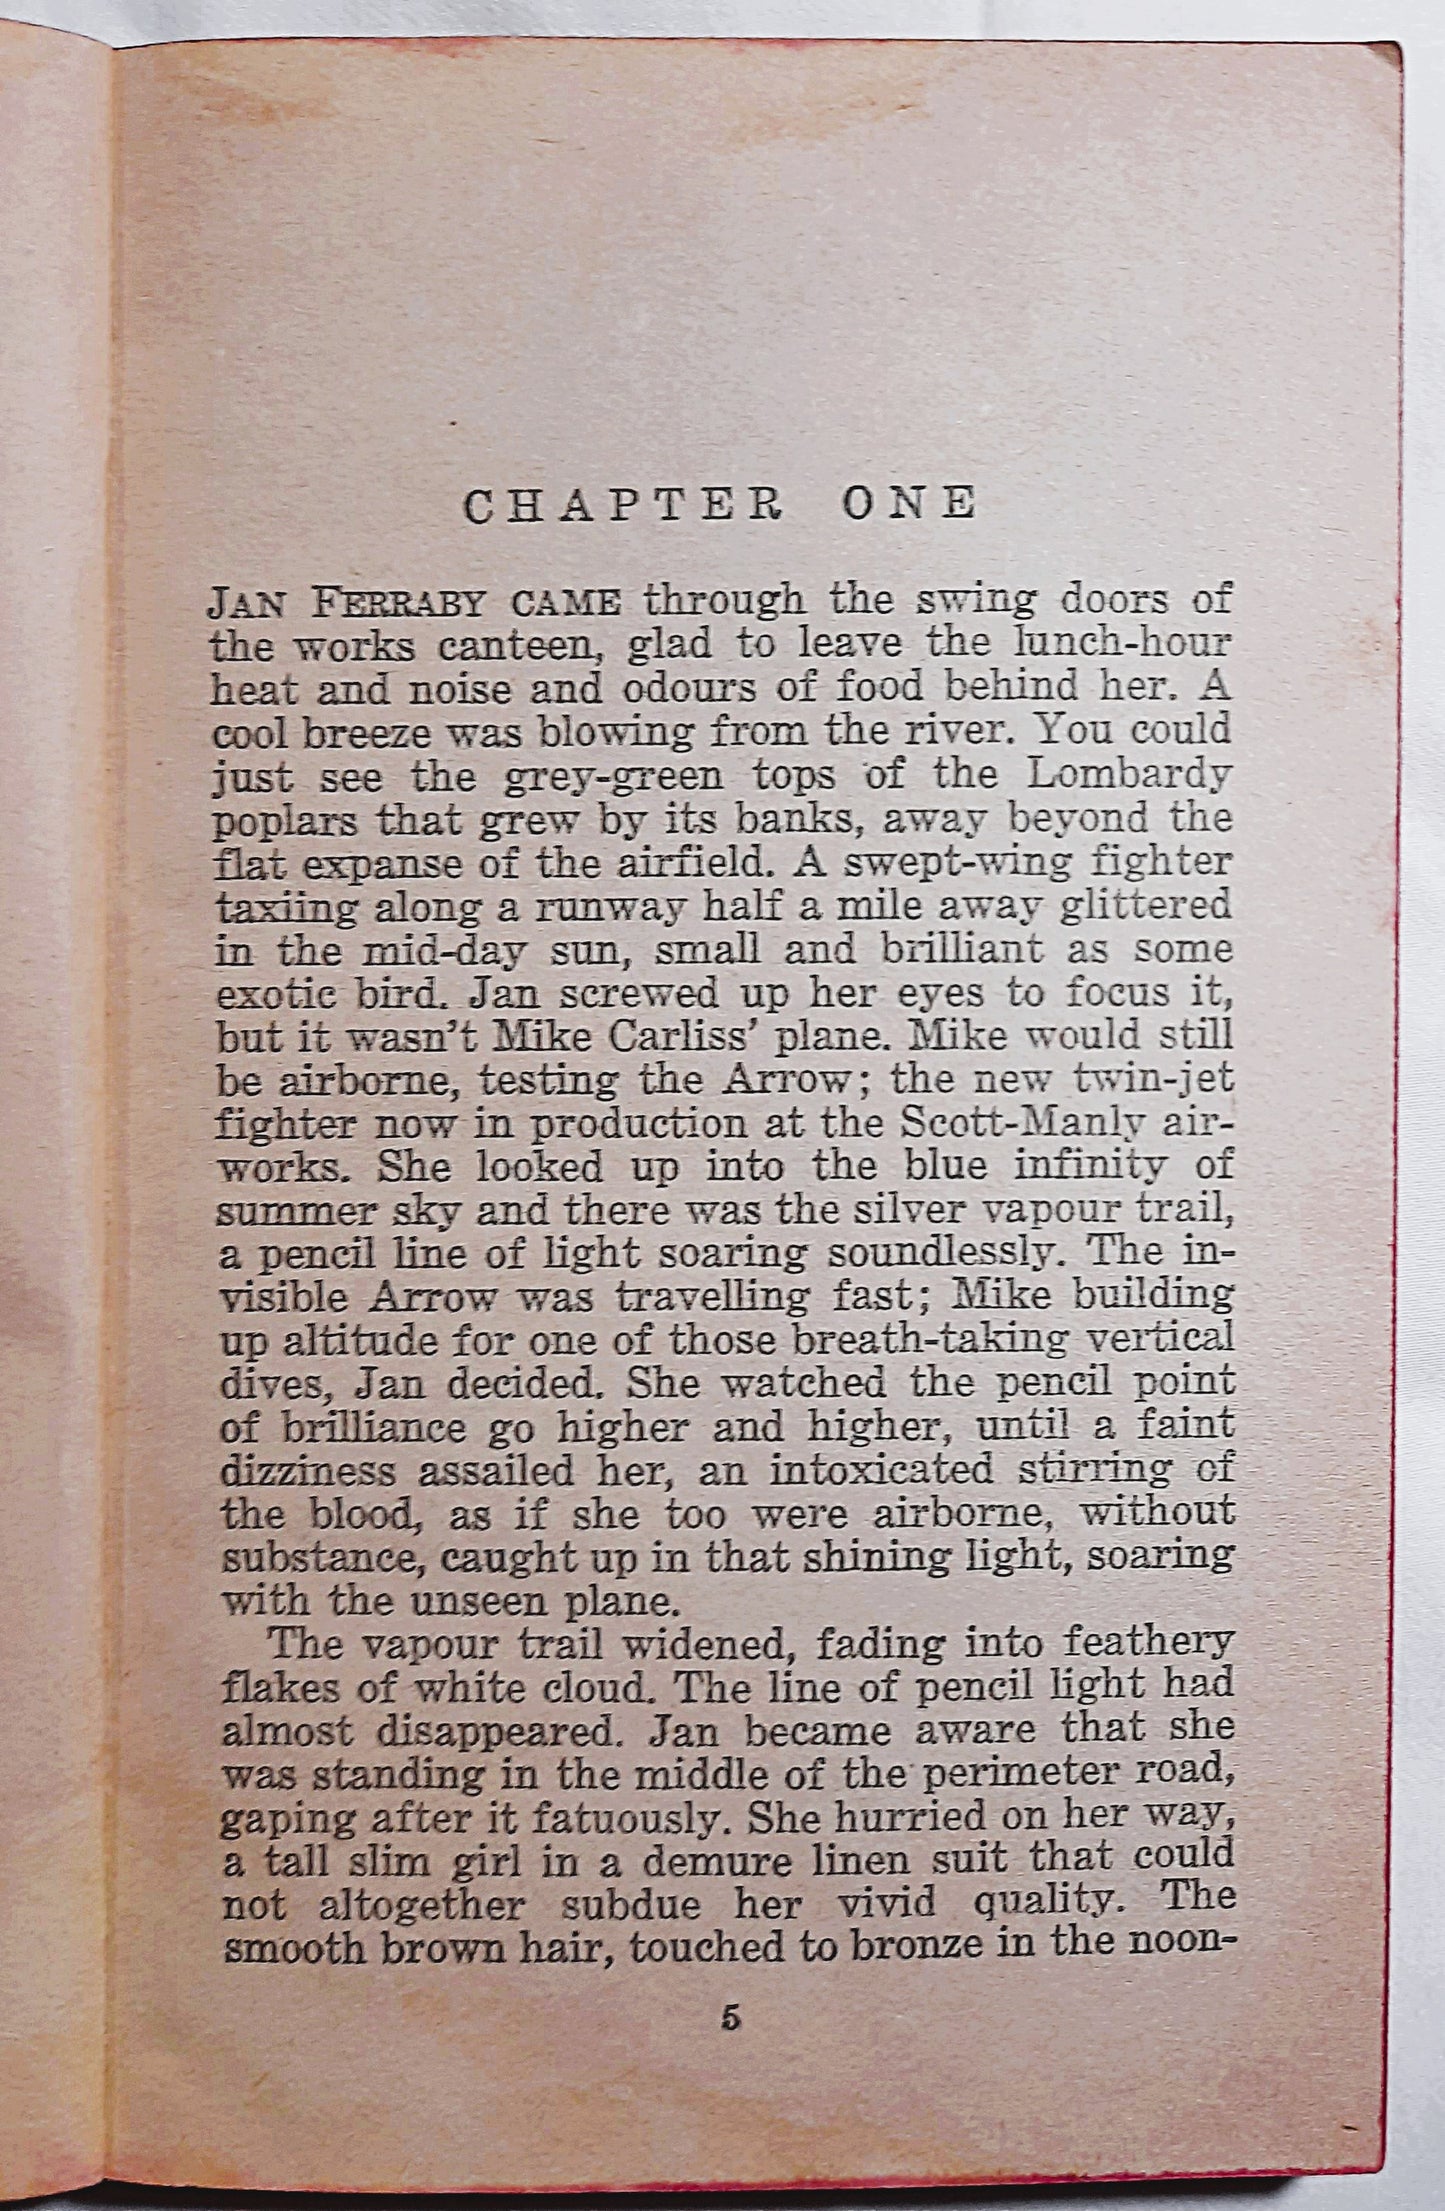 CHAPTER ONE
JAN FERRABY CAME through the swing doors of
the works canteen, glad to leave the lunch-hour
heat and noise and odours of food behind her. A
cool breeze was blowing from the river. You could
just see the grey-green tops of the Lombardy
poplars that grew by its banks, away beyond the
flat expanse of the airfield. A swept-wing fighter
taxiing along a runway half a mile away glittered
in the mid-day sun, small and brilliant as some
exotic bird. Jan screwed up her eyes to focus it,
but it wasn't Mike Carliss' plane. Mike would still
be airborne, testing the Arrow; the new twin-jet
fighter now in production at the Scott-Manly air-
works. She looked up into the blue infinity of
summer sky and there was the silver vapour trail,
a pencil line of light soaring soundlessly. The in-
visible Arrow was travelling fast; Mike building
up altitude for one of those breath-taking vertical
dives, Jan decided. She watched the pencil point
of brilliance go higher and higher, until a faint
dizziness assailed her, an intoxicated stirring of
the blood, as if she too were airborne, without
substance, caught up in that shining light, soaring
with the unseen plane.
The vapour trail widened, fading into feathery
flakes of white cloud. The line of pencil light had
almost disappeared. Jan became aware that she
was standing in the middle of the perimeter road,
gaping after it fatuously. She hurried on her way,
a tall slim girl in a demure linen suit that could
not altogether subdue her vivid quality. The
smooth brown hair, touched to bronze in the noon-
5